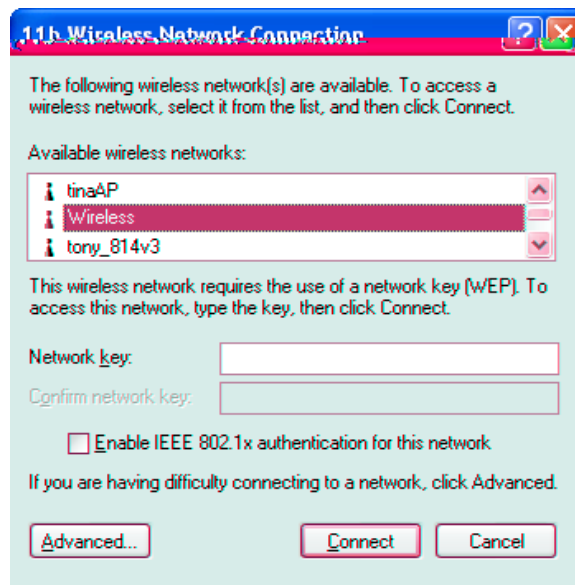 .11b Wireless Network Connection
The following wireless network(s) are available. To access a
wireless network, select it from the list, and then click Connect.
Available wireless networks:
tinaAP
Wireless
tony_814v3
This wireless network requires the use of a network key (WEP). To
access this network, type the key, then click Connect.
Network key:
Confirm network key:
Enable IEEE 802.1x authentication for this network
If you are having difficulty connecting to a network, click Advanced.
Advanced... Connect Cancel